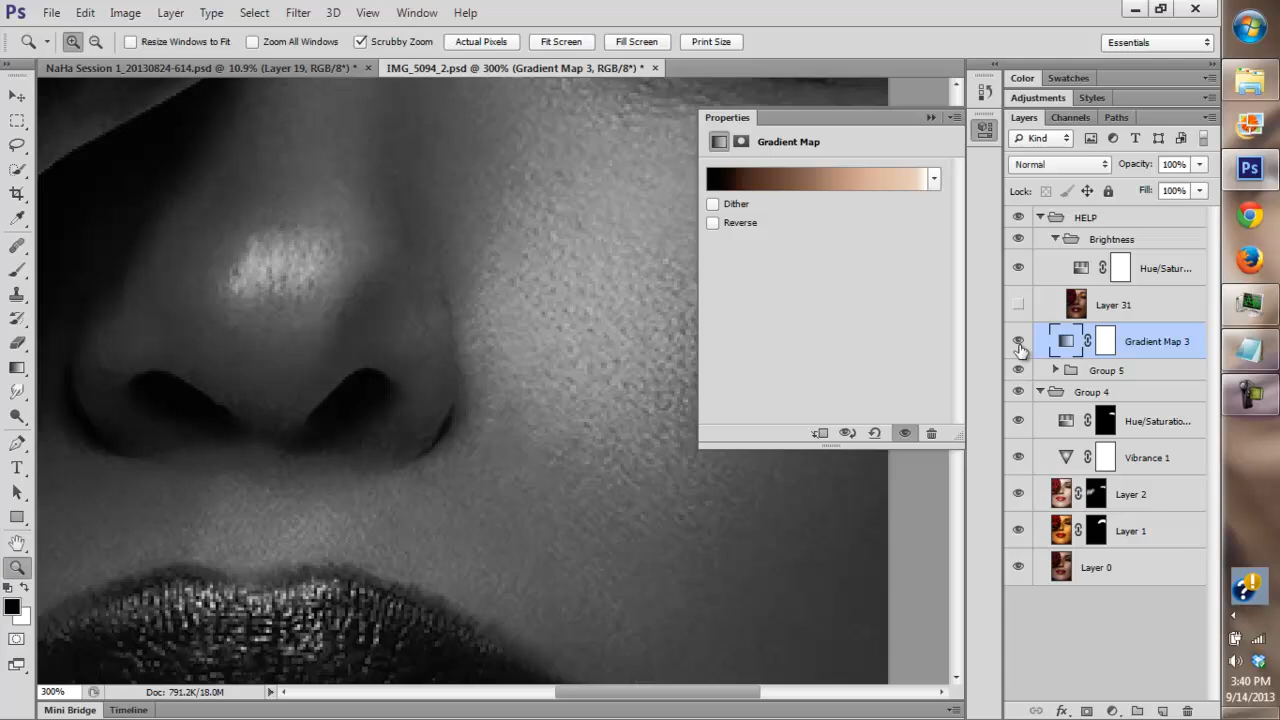 Ps File Edit Image Layer Type Select Filter 3D View Window Help
Resize Windows to Fit Zoom All Windows Scrubby Zoom Actual Pixels Fit Screen Fill Screen Print Size Essentials
NaHa Session 1_20130824-614.psd @ 10.9% (Layer 19, RGB/8*) * × IMG_5094_2.psd @ 300% (Gradient Map 3, RGB/8*) * ×
Color Swatches
Adjustments Styles
Properties
Layers Channels Paths
Gradient Map
Kind
Normal Opacity: 100%
Lock: Fill: 100%
Dither
Reverse
HELP
Brightness
Hue/Satur...
Layer 31
Gradient Map 3
Group 5
Group 4
Hue/Saturatio...
Vibrance 1
Layer 2
Layer 1
Layer 0
Ps
T
300% Doc: 791.2K/18.0M
Mini Bridge Timeline
fx
3:40 PM
9/14/2013